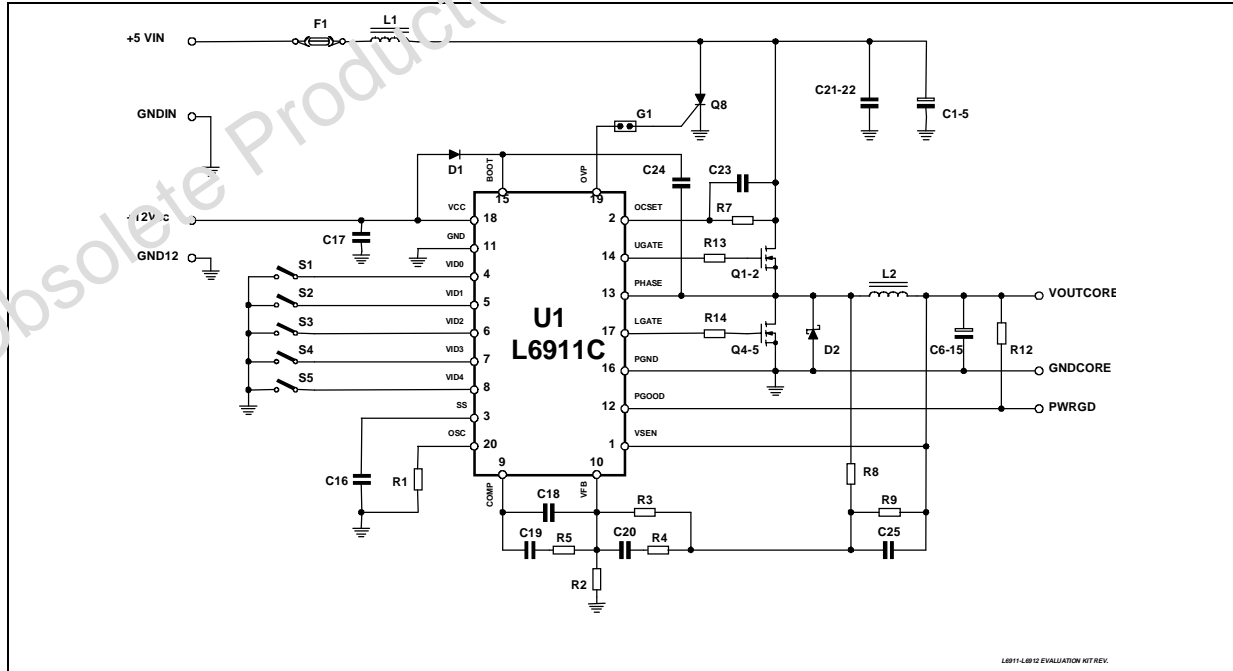 Obsolete Product(
F1
L1
+5 VIN
C21-22
C1-5
Q8
G1
GNDIN
D1
BOOT
OVP
C24
C23
15
19
+12Vcc
VCC
18
2
OCSET
R7
C17
GND
11
14
UGATE
R13
Q1-2
GND12
S1
VID0
4
13
PHASE
L2
VOUTCORE
S2
VID1
5
U1
L6911C
17
LGATE
R14
Q4-5
D2
C6-15
R12
S3
VID2
6
S4
VID3
7
16
PGND
GNDCORE
S5
VID4
8
12
PGOOD
PWRGD
SS
3
1
VSEN
OSC
20
9
10
C16
R1
COMP
VFB
C18
R3
R8
R9
C19
R5
C20
R4
C25
R2
L6911-L6912 EVALUATION KIT REV.